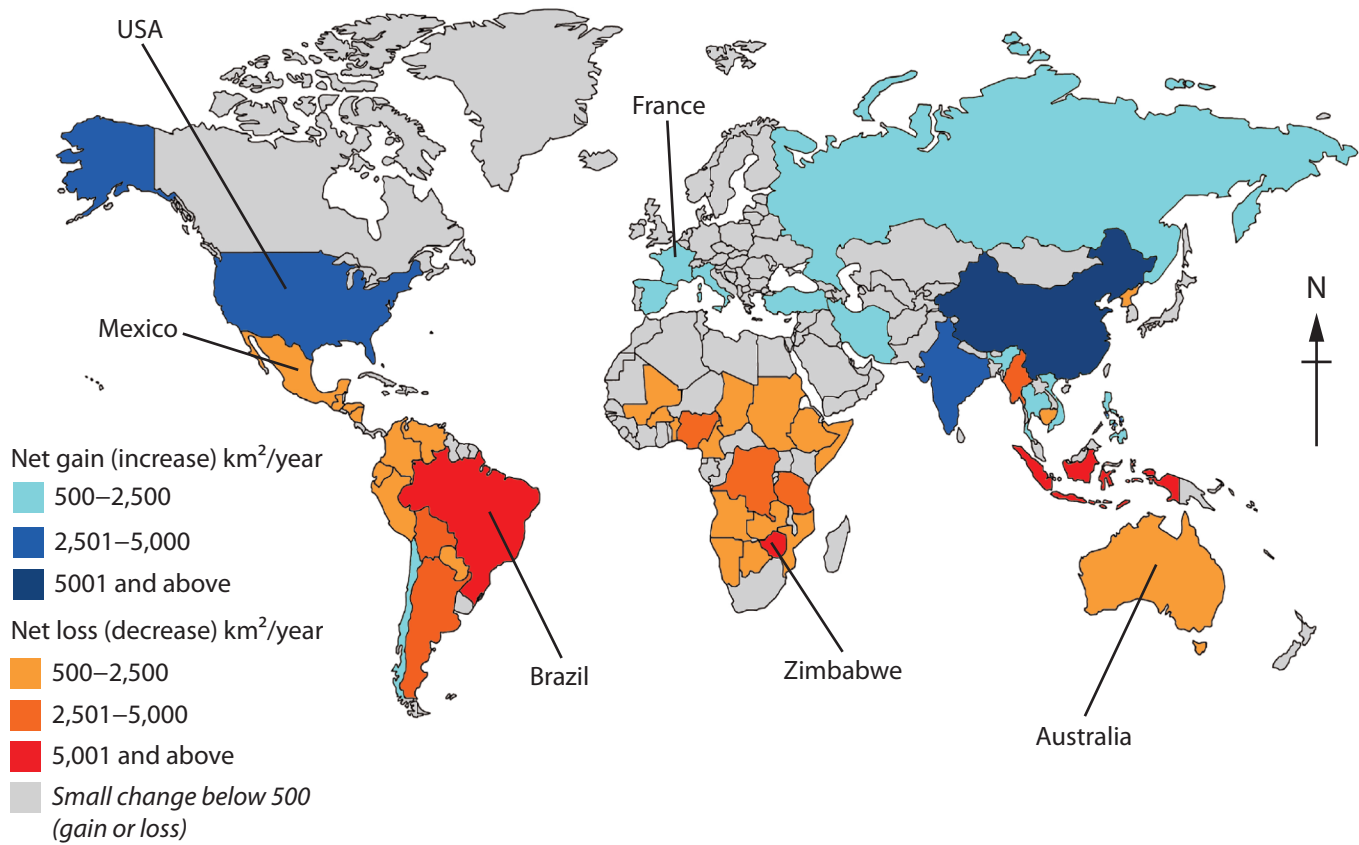 USA
France
Mexico
N
Net gain (increase) km²/year
500–2,500
2,501–5,000
5001 and above
Net loss (decrease) km²/year
500–2,500
2,501–5,000
5,001 and above
Small change below 500
(gain or loss)
Brazil
Zimbabwe
Australia